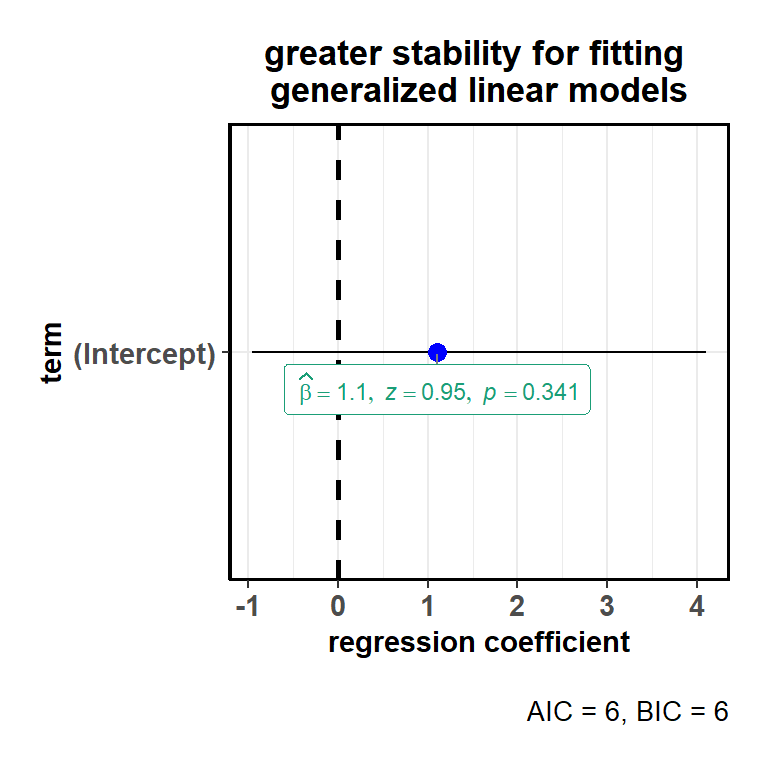 greater stability for fitting
generalized linear models
term
(Intercept)
β̂ = 1.1, z = 0.95, p = 0.341
-1 0 1 2 3 4
regression coefficient
AIC = 6, BIC = 6